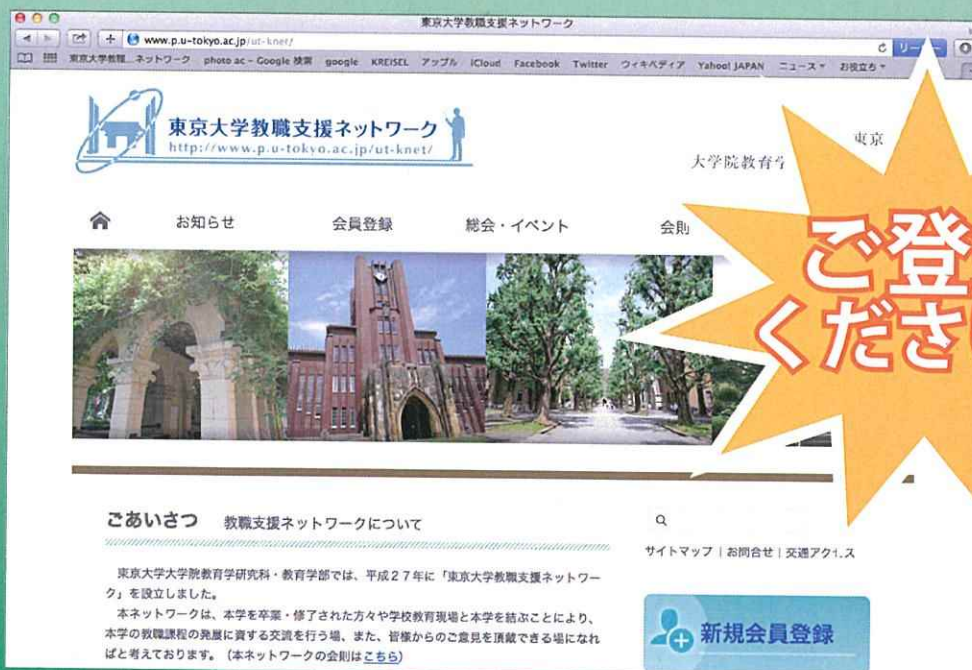 東京大学教職支援ネットワーク
www.p.u-tokyo.ac.jp/ut-knet/
リーダー
東京大学教職…ネットワーク photo ac - Google 検索 google KREISEL アップル iCloud Facebook Twitter ウィキペディア Yahoo! JAPAN ニュース お役立ち
東京大学教職支援ネットワーク
http://www.p.u-tokyo.ac.jp/ut-knet/
東京
大学院教育学
お知らせ 会員登録 総会・イベント 会則
ご登
くださ
ごあいさつ 教職支援ネットワークについて
サイトマップ | お問合せ | 交通アクセス
東京大学大学院教育学研究科・教育学部では、平成27年に「東京大学教職支援ネットワー
ク」を設立しました。
本ネットワークは、本学を卒業・修了された方々や学校教育現場と本学を結ぶことにより、
本学の教職課程の発展に資する交流を行う場、また、皆様からのご意見を頂戴できる場になれ
ばと考えております。（本ネットワークの会則はこちら）
新規会員登録